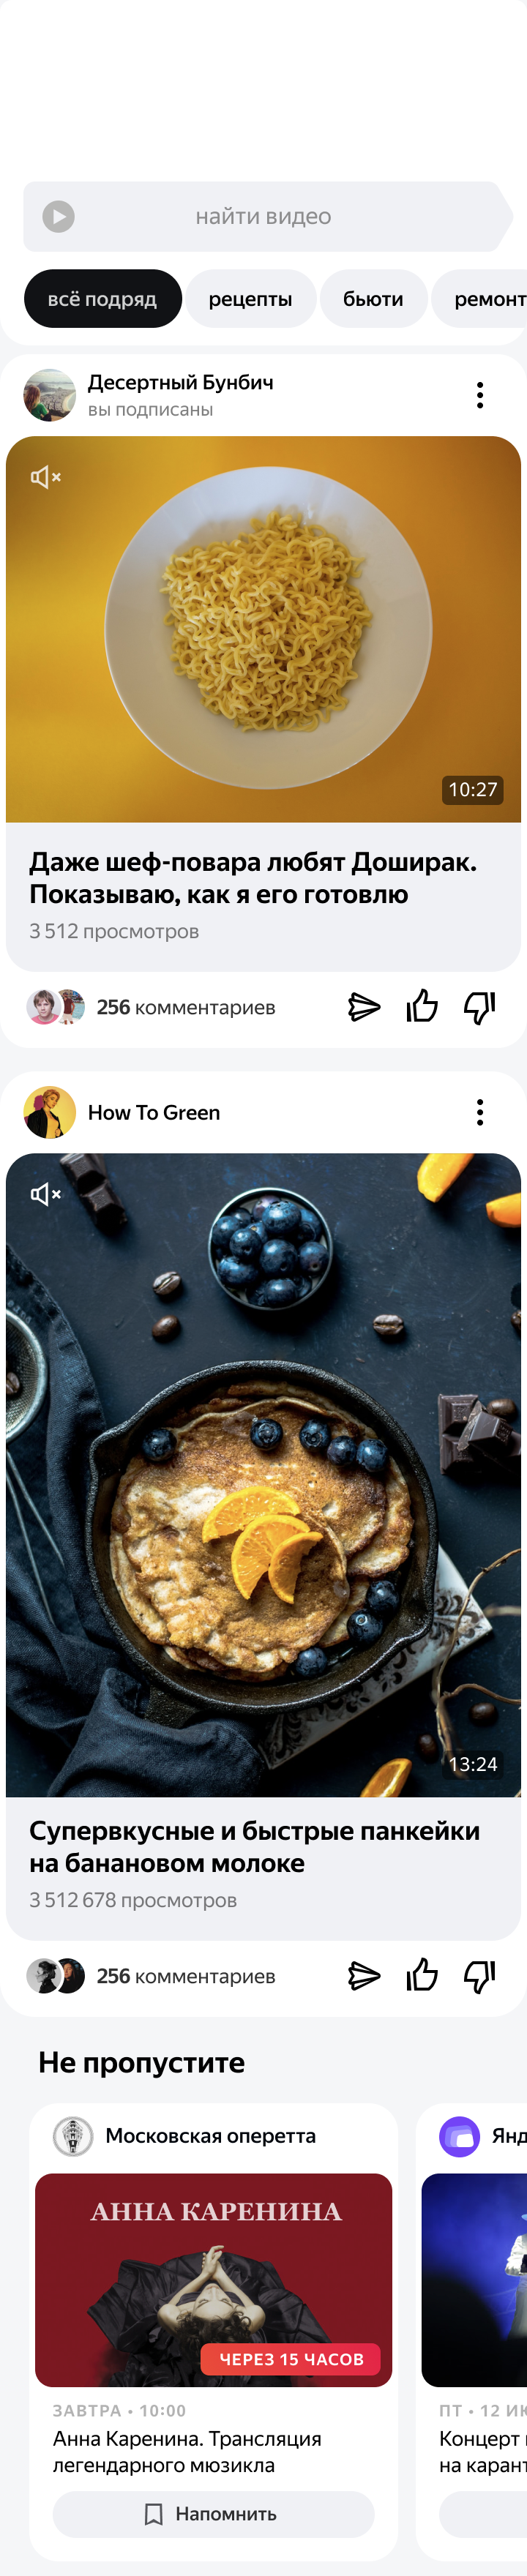 найти видео
всё подряд
рецепты
бьюти
ремонт
Десертный Бунбич
вы подписаны
10:27
Даже шеф-повара любят Доширак.
Показываю, как я его готовлю
3 512 просмотров
256 комментариев
How To Green
13:24
Супервкусные и быстрые панкейки
на банановом молоке
3 512 678 просмотров
256 комментариев
Не пропустите
Московская оперетта
АННА КАРЕНИНА
ЧЕРЕЗ 15 ЧАСОВ
ЗАВТРА • 10:00
Анна Каренина. Трансляция
легендарного мюзикла
Напомнить
Янд
ПТ • 12 ИЮ
Концерт
на карант